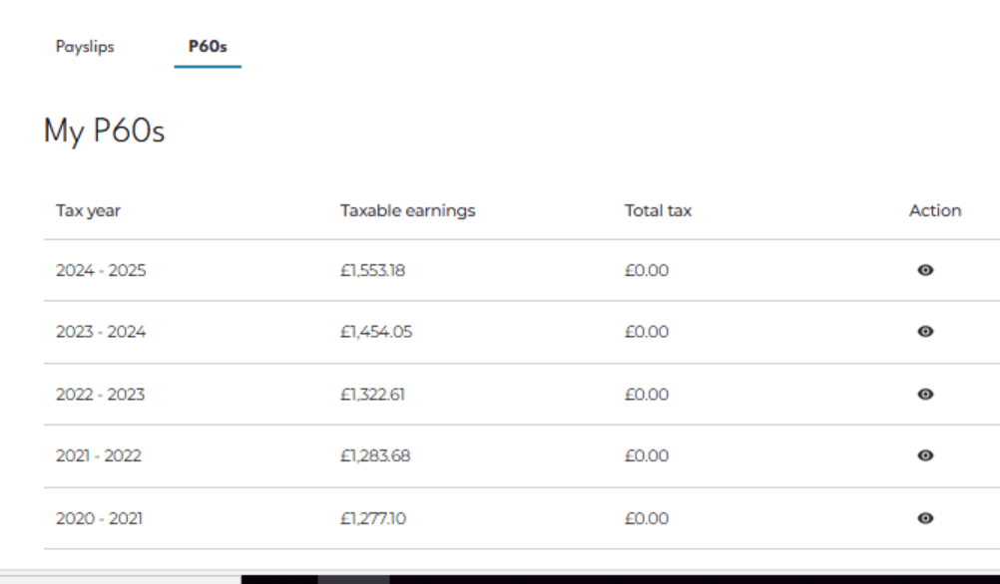 Payslips P60s
My P60s
Tax year Taxable earnings Total tax Action
2024 - 2025 £1,553.18 £0.00
2023 - 2024 £1,454.05 £0.00
2022 - 2023 £1,322.61 £0.00
2021 - 2022 £1,283.68 £0.00
2020 - 2021 £1,277.10 £0.00